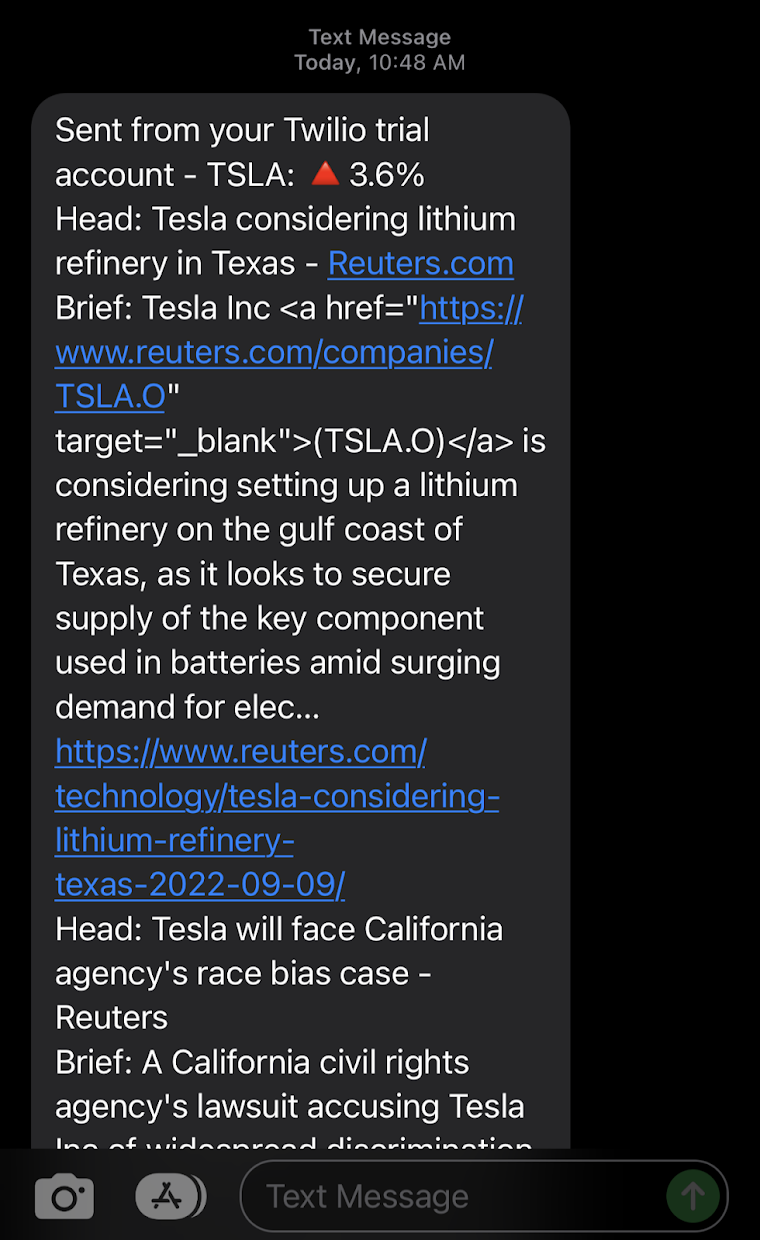 Text Message
Today, 10:48 AM
Sent from your Twilio trial
account - TSLA: 🔺 3.6%
Head: Tesla considering lithium
refinery in Texas - Reuters.com
Brief: Tesla Inc <a href="https://
www.reuters.com/companies/
TSLA.O"
target="_blank">(TSLA.O)</a> is
considering setting up a lithium
refinery on the gulf coast of
Texas, as it looks to secure
supply of the key component
used in batteries amid surging
demand for elec...
https://www.reuters.com/
technology/tesla-considering-
lithium-refinery-
texas-2022-09-09/
Head: Tesla will face California
agency's race bias case -
Reuters
Brief: A California civil rights
agency's lawsuit accusing Tesla
Inc of widespread discrimination
Text Message